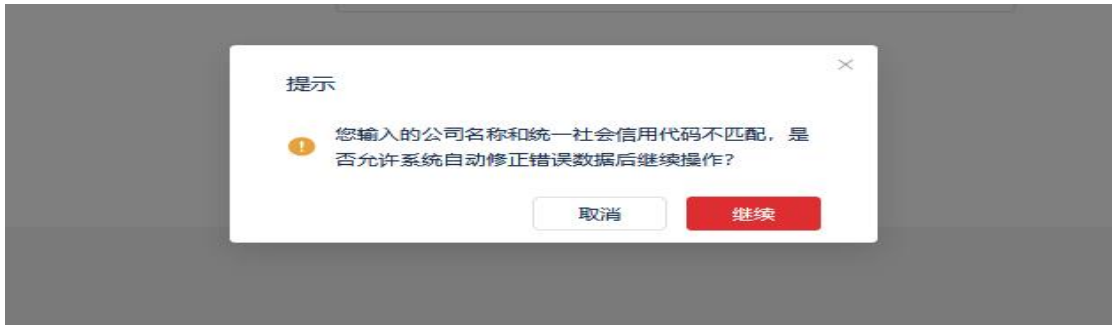 提示
您输入的公司名称和统一社会信用代码不匹配，是
否允许系统自动修正错误数据后继续操作？
取消
继续